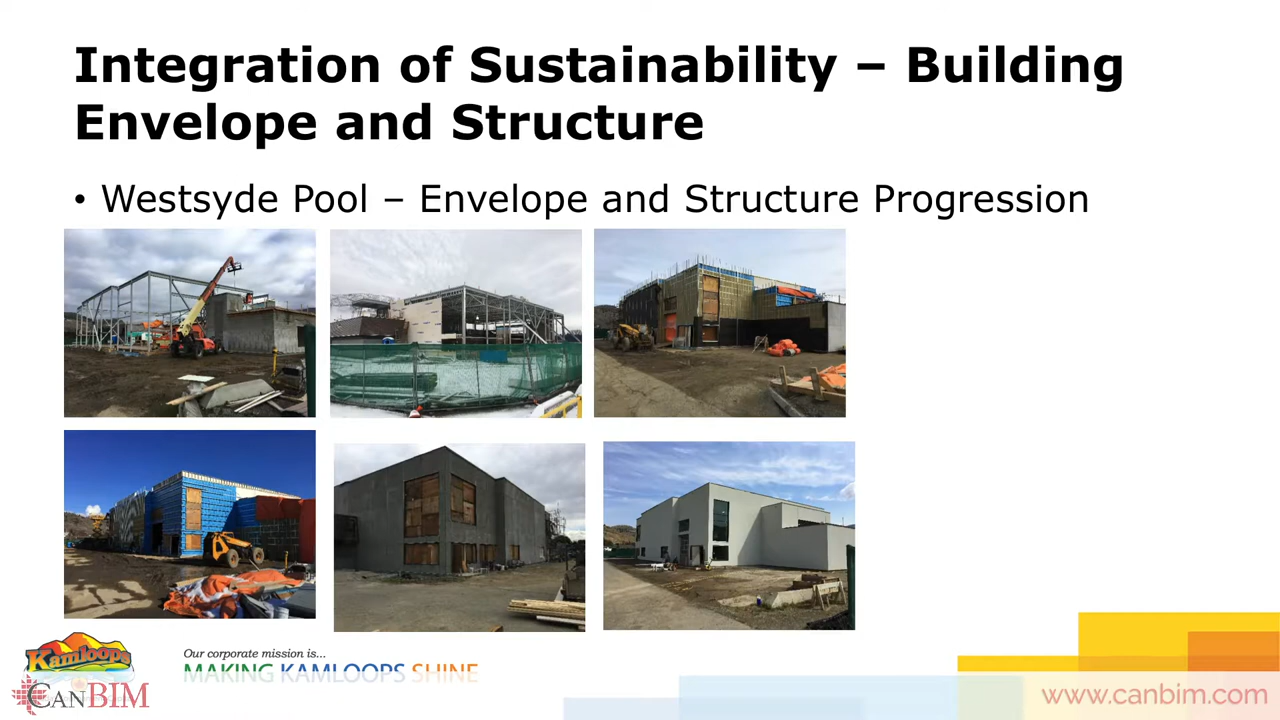 Integration of Sustainability – Building
Envelope and Structure
• Westsyde Pool – Envelope and Structure Progression
Kamloops
Our corporate mission is...
MAKING KAMLOOPS SHINE
CANBIM
www.canbim.com